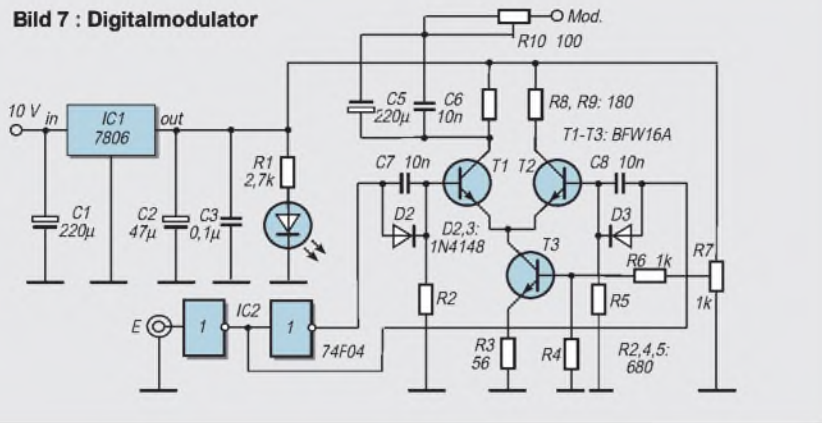 Bild 7 : Digitalmodulator
Mod.
R10 100
10 V
in
IC1
7806
out
C5
220µ
C6
10n
R8, R9: 180
T1-T3: BFW16A
R1
2,7k
C7 10n
T1
T2
C8 10n
C1
220µ
C2
47µ
C3
0,1µ
D2
D2,3:
1N4148
D3
T3
R6 1k
R7
1k
E
1
IC2
1
74F04
R2
R3
56
R4
R5
R2,4,5:
680